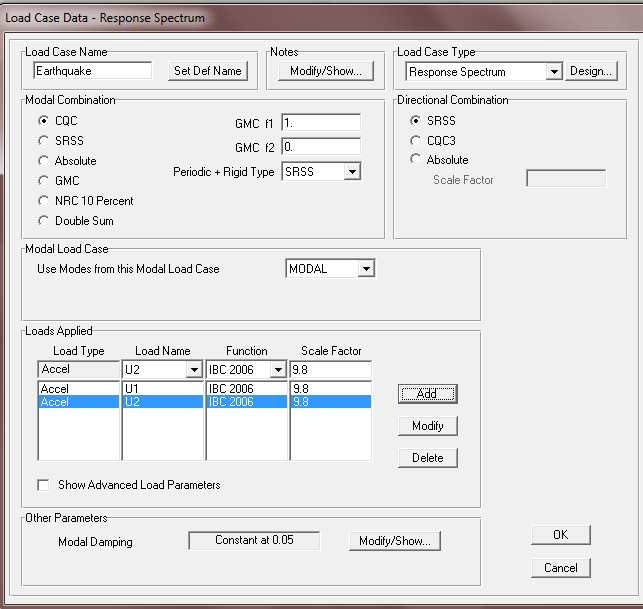 Load Case Data - Response Spectrum
Load Case Name
Earthquake
Set Def Name
Notes
Modify/Show...
Load Case Type
Response Spectrum
Design...
Modal Combination
CQC
SRSS
Absolute
GMC
NRC 10 Percent
Double Sum
GMC f1
1.
GMC f2
0.
Periodic + Rigid Type
SRSS
Directional Combination
SRSS
CQC3
Absolute
Scale Factor
Modal Load Case
Use Modes from this Modal Load Case
MODAL
Loads Applied
Load Type Load Name Function Scale Factor
Accel U2 IBC 2006 9.8
Accel U1 IBC 2006 9.8
Accel U2 IBC 2006 9.8
Add
Modify
Delete
Show Advanced Load Parameters
Other Parameters
Modal Damping
Constant at 0.05
Modify/Show...
OK
Cancel